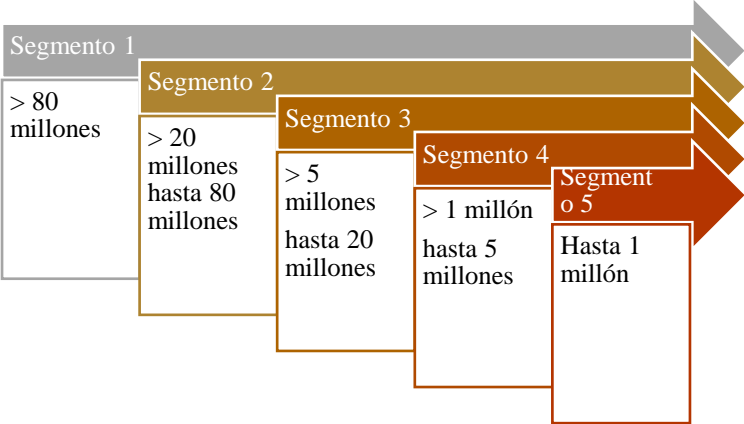 Segmento 1
> 80
millones
Segmento 2
> 20
millones
hasta 80
millones
Segmento 3
> 5
millones
hasta 20
millones
Segmento 4
> 1 millón
hasta 5
millones
Segment
o 5
Hasta 1
millón